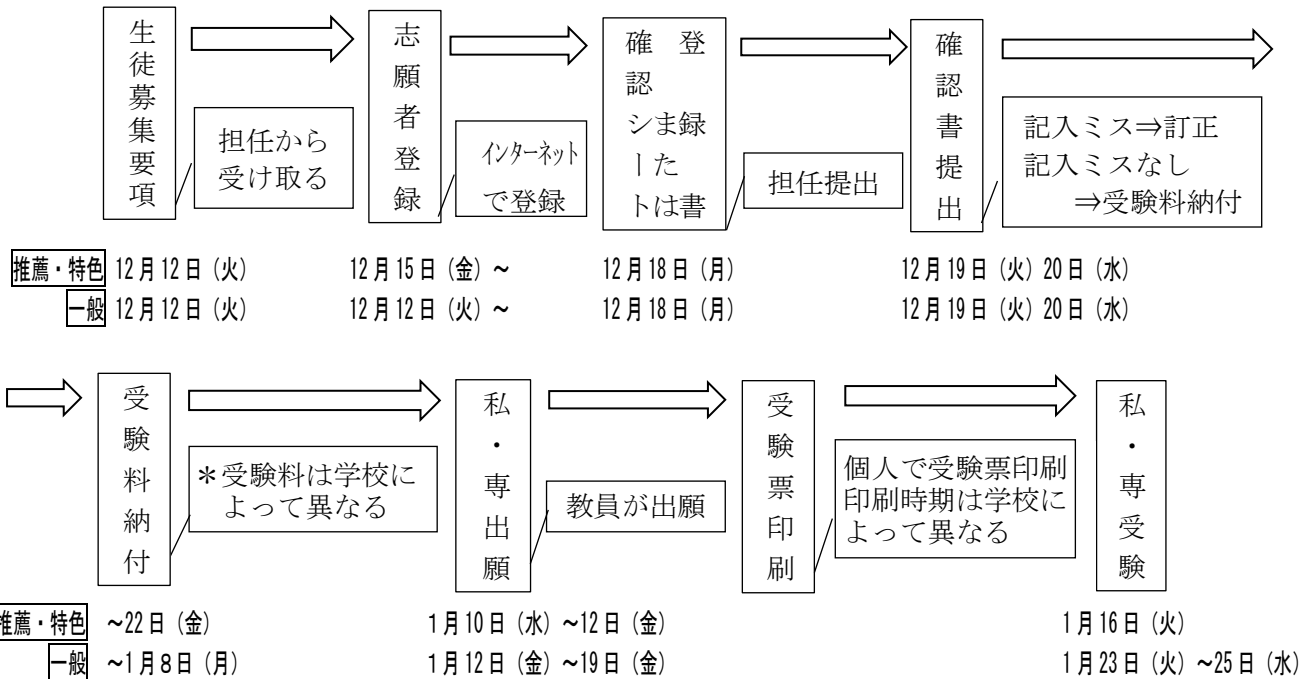 生徒募集要項
担任から
受け取る
志願者登録
インターネット
で登録
登録書
確認シート
または
担任提出
確認書提出
記入ミス⇒訂正
記入ミスなし
⇒受験料納付
推薦・特色 12月12日（火） 12月15日（金）～ 12月18日（月） 12月19日（火）20日（水）
一般 12月12日（火） 12月12日（火）～ 12月18日（月） 12月19日（火）20日（水）
受験料納付
＊受験料は学校に
よって異なる
私・専出願
教員が出願
受験票印刷
個人で受験票印刷
印刷時期は学校に
よって異なる
私・専受験
推薦・特色 ～22日（金） 1月10日（水）～12日（金） 1月16日（火）
一般 ～1月8日（月） 1月12日（金）～19日（金） 1月23日（火）～25日（水）